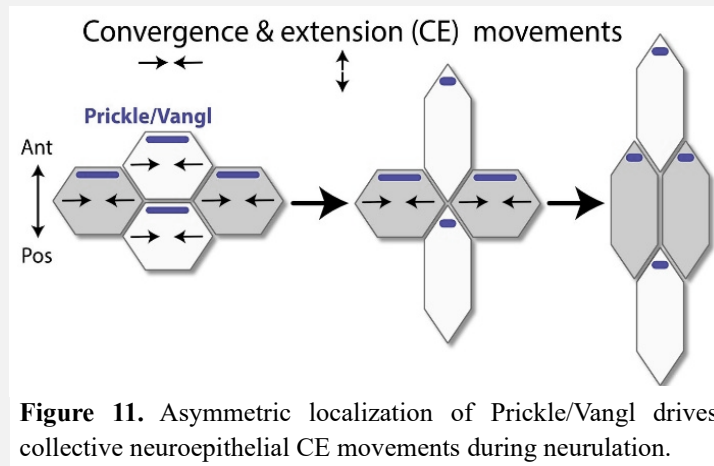 Convergence & extension (CE) movements
Prickle/Vangl
Ant
Pos
Figure 11. Asymmetric localization of Prickle/Vangl drives
collective neuroepithelial CE movements during neurulation.